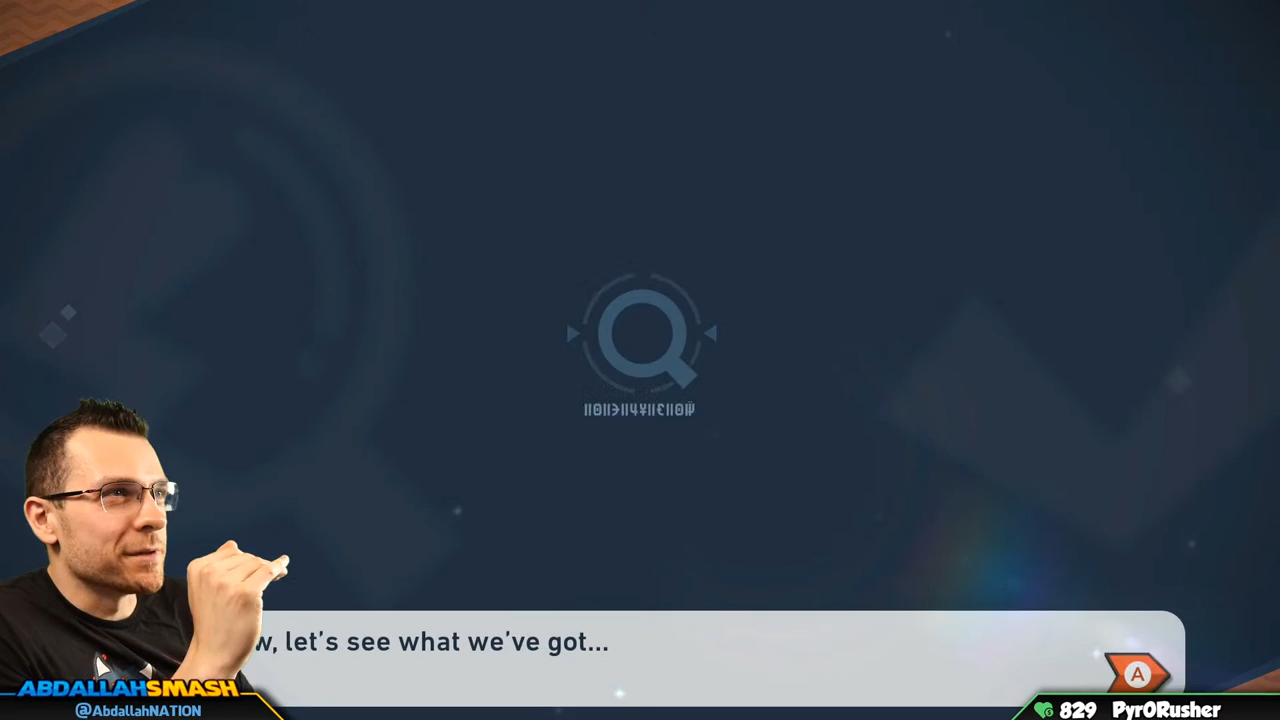 w, let's see what we've got...
A
ABDALLAHSMASH
@AbdallahNATION
829 PyrORusher